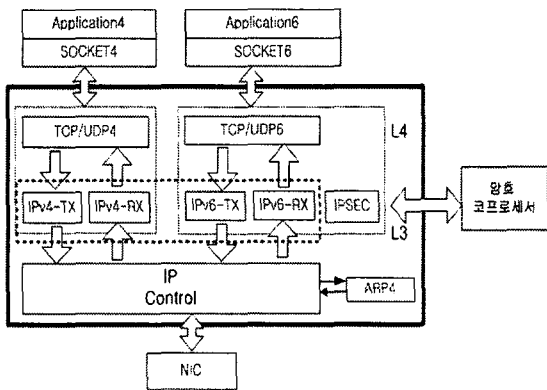 Application4
Application6
SOCKET4
SOCKET6
TCP/UDP4
TCP/UDP6
L4
IPv4-TX
IPv4-RX
IPv6-TX
IPv6-RX
IPSEC
L3
암호
코프로세서
IP
Control
ARP4
NIC